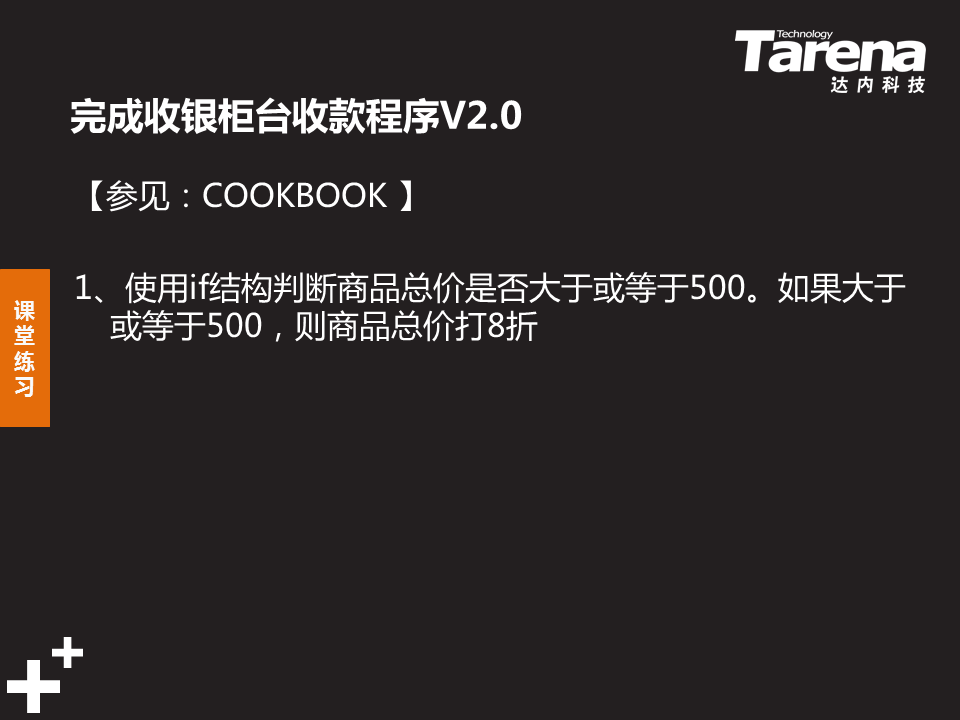 Technology
Tarena
达内科技
完成收银柜台收款程序V2.0
【参见：COOKBOOK 】
1、使用if结构判断商品总价是否大于或等于500。如果大于
或等于500，则商品总价打8折
课
堂
练
习